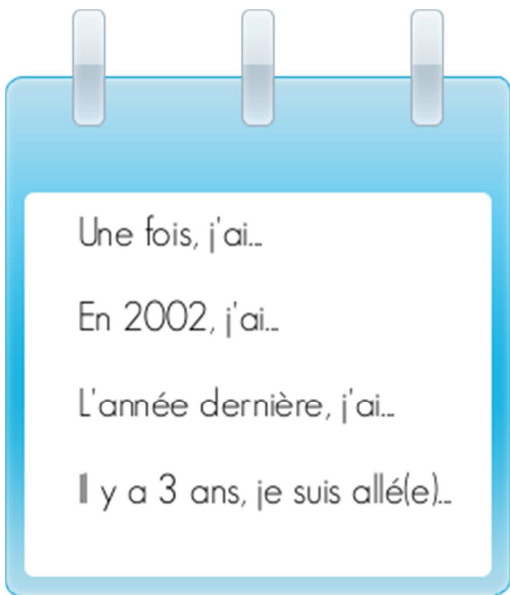 Une fois, j'ai...
En 2002, j'ai...
L'année dernière, j'ai...
Il y a 3 ans, je suis allé(e)...